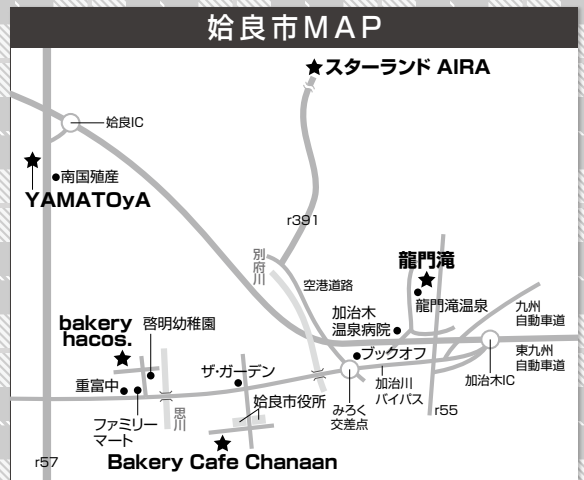 姶良市MAP
スターランド AIRA
姶良IC
南国殖産
YAMATOyA
r391
別府川
空港道路
龍門滝
龍門滝温泉
加治木
温泉病院
九州
自動車道
東九州
自動車道
bakery
hacos.
啓明幼稚園
ブックオフ
ザ・ガーデン
加治川
バイパス
加治木IC
重富中
ファミリー
マート
思川
姶良市役所
みろく
交差点
r55
r57
Bakery Cafe Chanaan